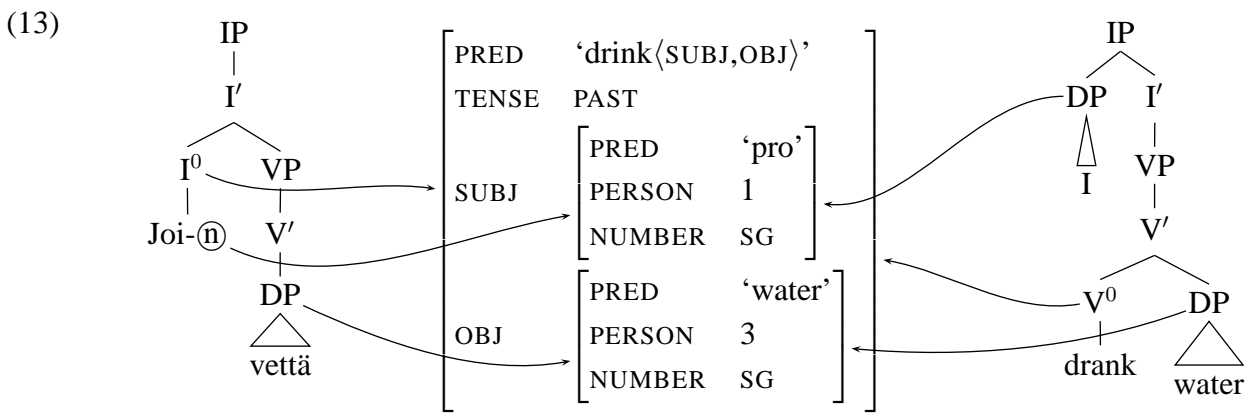 (13)
IP
I′
I⁰ VP
Joi-ⓝ V′
DP
vettä
PRED ‘drink⟨SUBJ,OBJ⟩’
TENSE PAST
SUBJ
PRED ‘pro’
PERSON 1
NUMBER SG
OBJ
PRED ‘water’
PERSON 3
NUMBER SG
IP
DP I′
I VP
V′
V⁰ DP
drank water